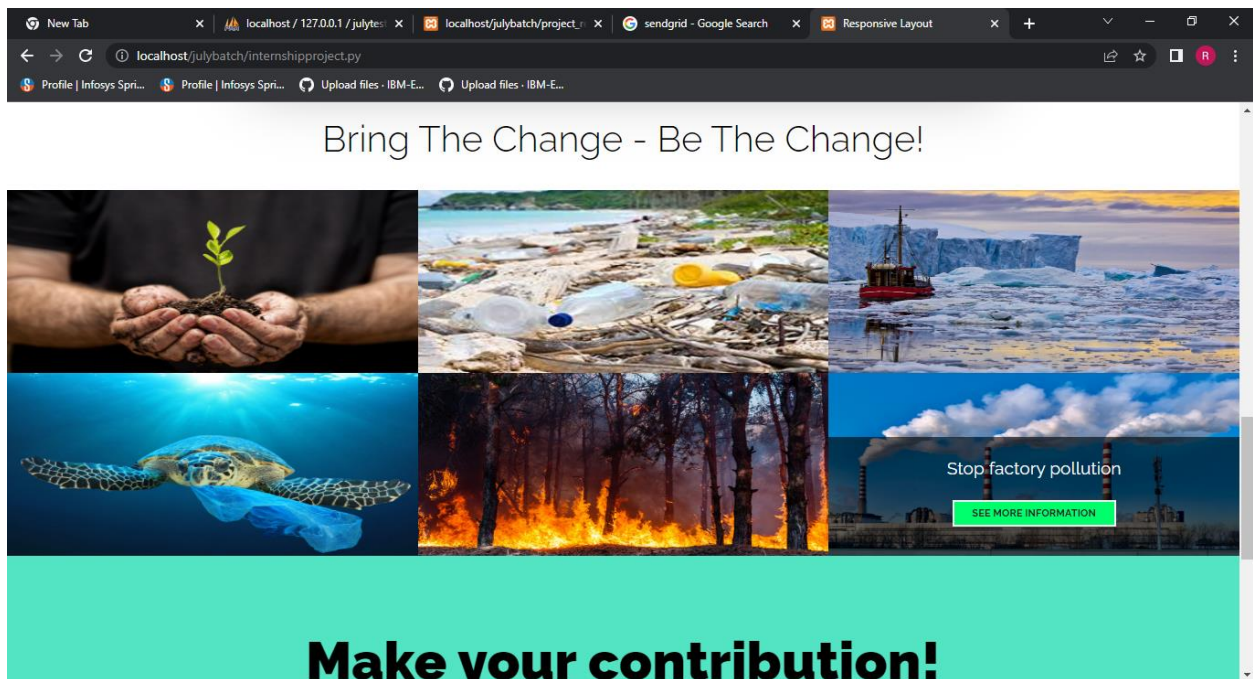 New Tab
localhost / 127.0.0.1 / julytest
localhost/julybatch/project_r
sendgrid - Google Search
Responsive Layout
localhost/julybatch/internshipproject.py
R
Profile | Infosys Spri...
Profile | Infosys Spri...
Upload files · IBM-E...
Upload files · IBM-E...
Bring The Change - Be The Change!
Stop factory pollution
SEE MORE INFORMATION
Make your contribution!